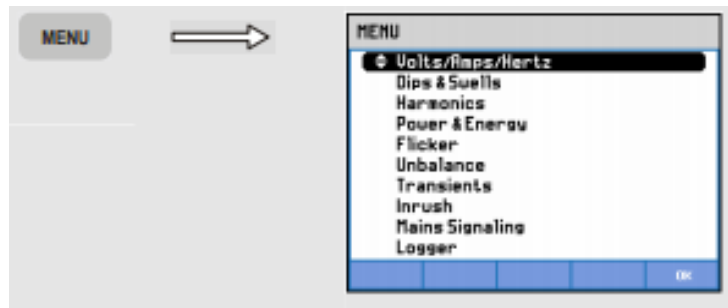 MENU
MENU
Volts/Amps/Hertz
Dips & Swells
Harmonics
Power & Energy
Flicker
Unbalance
Transients
Inrush
Mains Signaling
Logger
OK